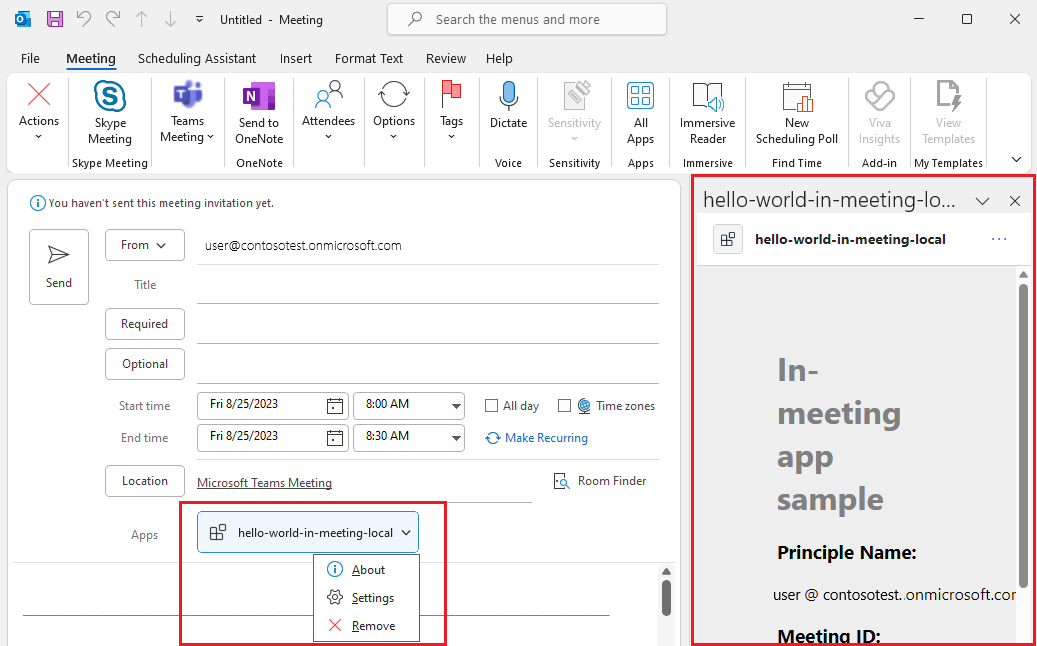 Untitled - Meeting
Search the menus and more
File Meeting Scheduling Assistant Insert Format Text Review Help
Actions
Skype Meeting
Skype Meeting
Teams Meeting
Send to OneNote
OneNote
Attendees
Options
Tags
Dictate
Voice
Sensitivity
Sensitivity
All Apps
Apps
Immersive Reader
Immersive
New Scheduling Poll
Find Time
Viva Insights
Add-in
View Templates
My Templates
You haven't sent this meeting invitation yet.
Send
From user@contosotest.onmicrosoft.com
Title
Required
Optional
Start time Fri 8/25/2023 8:00 AM All day Time zones
End time Fri 8/25/2023 8:30 AM Make Recurring
Location Microsoft Teams Meeting Room Finder
Apps hello-world-in-meeting-local
About
Settings
Remove
hello-world-in-meeting-lo...
hello-world-in-meeting-local ...
In-
meeting
app
sample
Principle Name:
user @ contosotest.onmicrosoft.cor
Meeting ID: